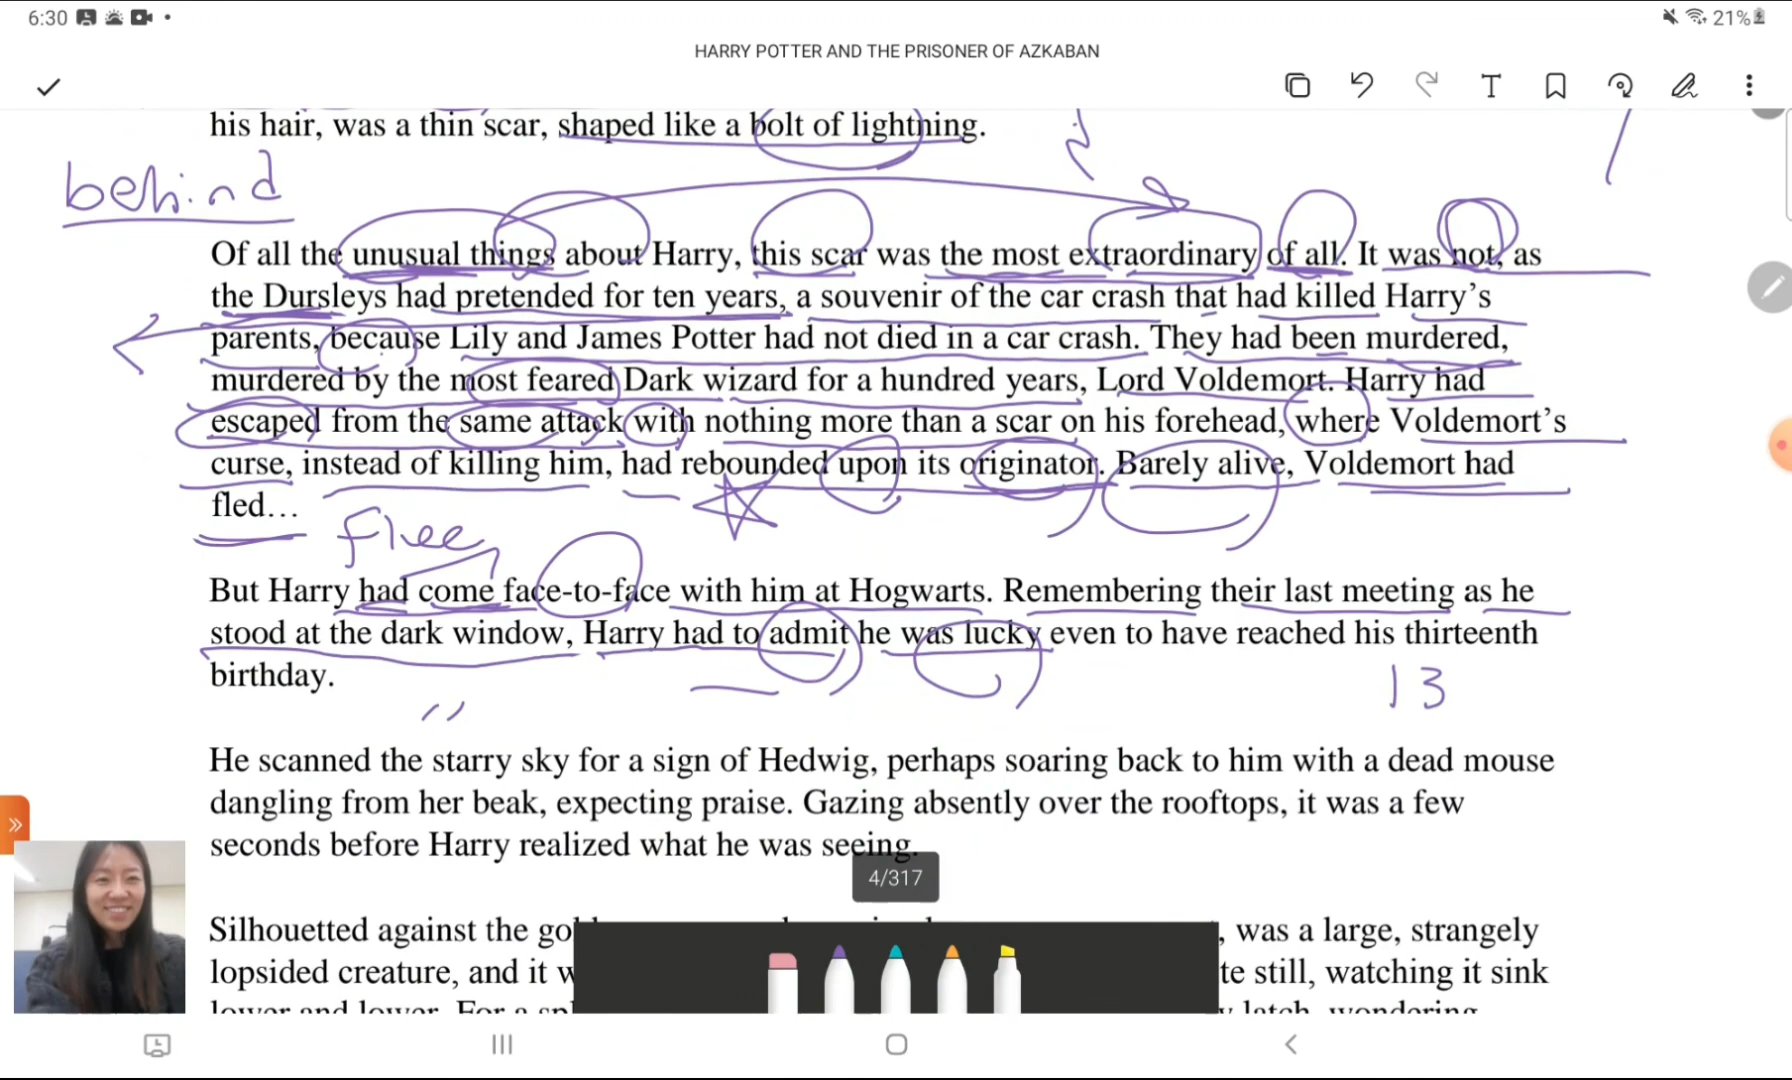 6:30
21%
HARRY POTTER AND THE PRISONER OF AZKABAN
T
his hair, was a thin scar, shaped like a bolt of lightning.
behind
Of all the unusual things about Harry, this scar was the most extraordinary of all. It was not, as
the Dursleys had pretended for ten years, a souvenir of the car crash that had killed Harry's
parents, because Lily and James Potter had not died in a car crash. They had been murdered,
murdered by the most feared Dark wizard for a hundred years, Lord Voldemort. Harry had
escaped from the same attack with nothing more than a scar on his forehead, where Voldemort's
curse, instead of killing him, had rebounded upon its originator. Barely alive, Voldemort had
fled…
flee
But Harry had come face-to-face with him at Hogwarts. Remembering their last meeting as he
stood at the dark window, Harry had to admit he was lucky even to have reached his thirteenth
birthday.
13
He scanned the starry sky for a sign of Hedwig, perhaps soaring back to him with a dead mouse
dangling from her beak, expecting praise. Gazing absently over the rooftops, it was a few
seconds before Harry realized what he was seeing.
4/317
Silhouetted against the , was a large, strangely
lopsided creature, and it still, watching it sink
lower and lower. For a latch, wondering